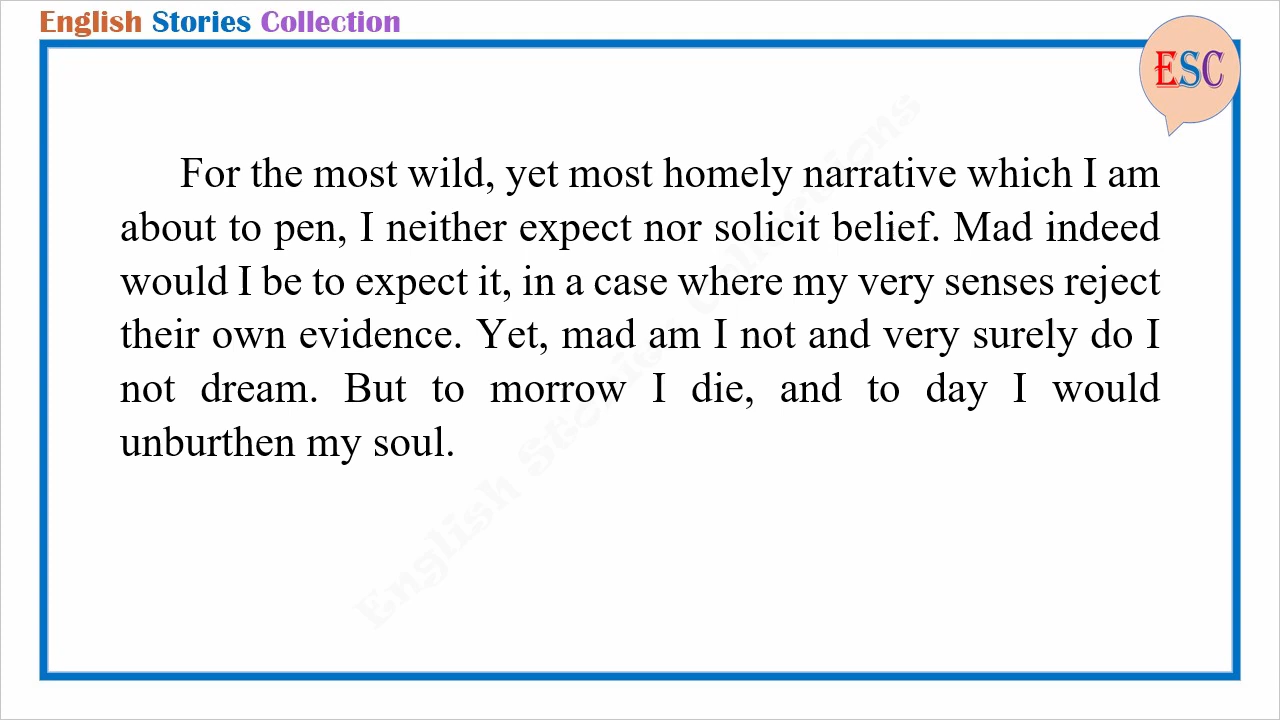 English Stories Collection
ESC
For the most wild, yet most homely narrative which I am
about to pen, I neither expect nor solicit belief. Mad indeed
would I be to expect it, in a case where my very senses reject
their own evidence. Yet, mad am I not and very surely do I
not dream. But to morrow I die, and to day I would
unburthen my soul.
English Stories Collections